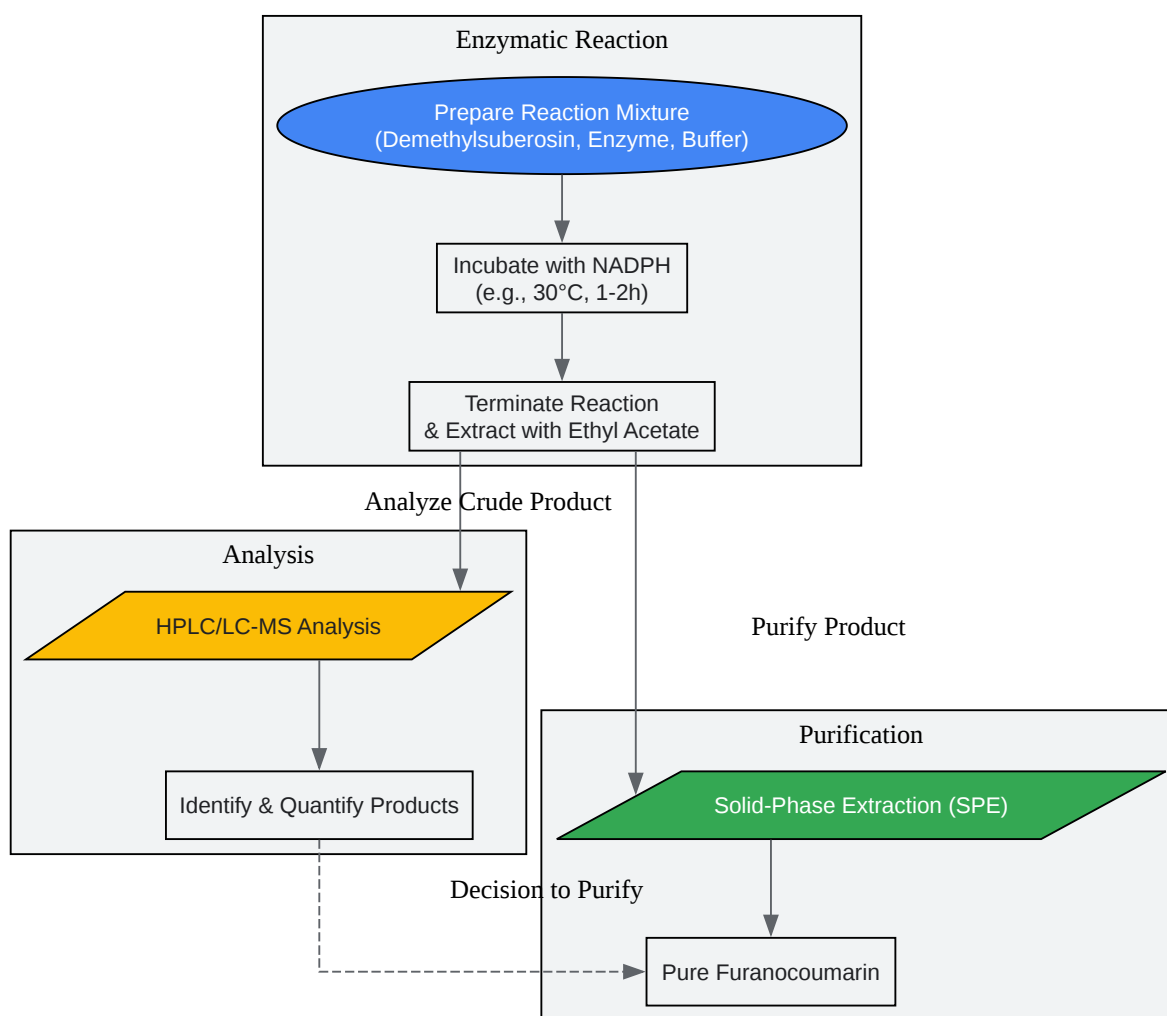 Enzymatic Reaction
Prepare Reaction Mixture
(Demethylsuberosin, Enzyme, Buffer)
Incubate with NADPH
(e.g., 30°C, 1-2h)
Terminate Reaction
& Extract with Ethyl Acetate
Analyze Crude Product
Analysis
HPLC/LC-MS Analysis
Purify Product
Purification
Identify & Quantify Products
Solid-Phase Extraction (SPE)
Decision to Purify
Pure Furanocoumarin